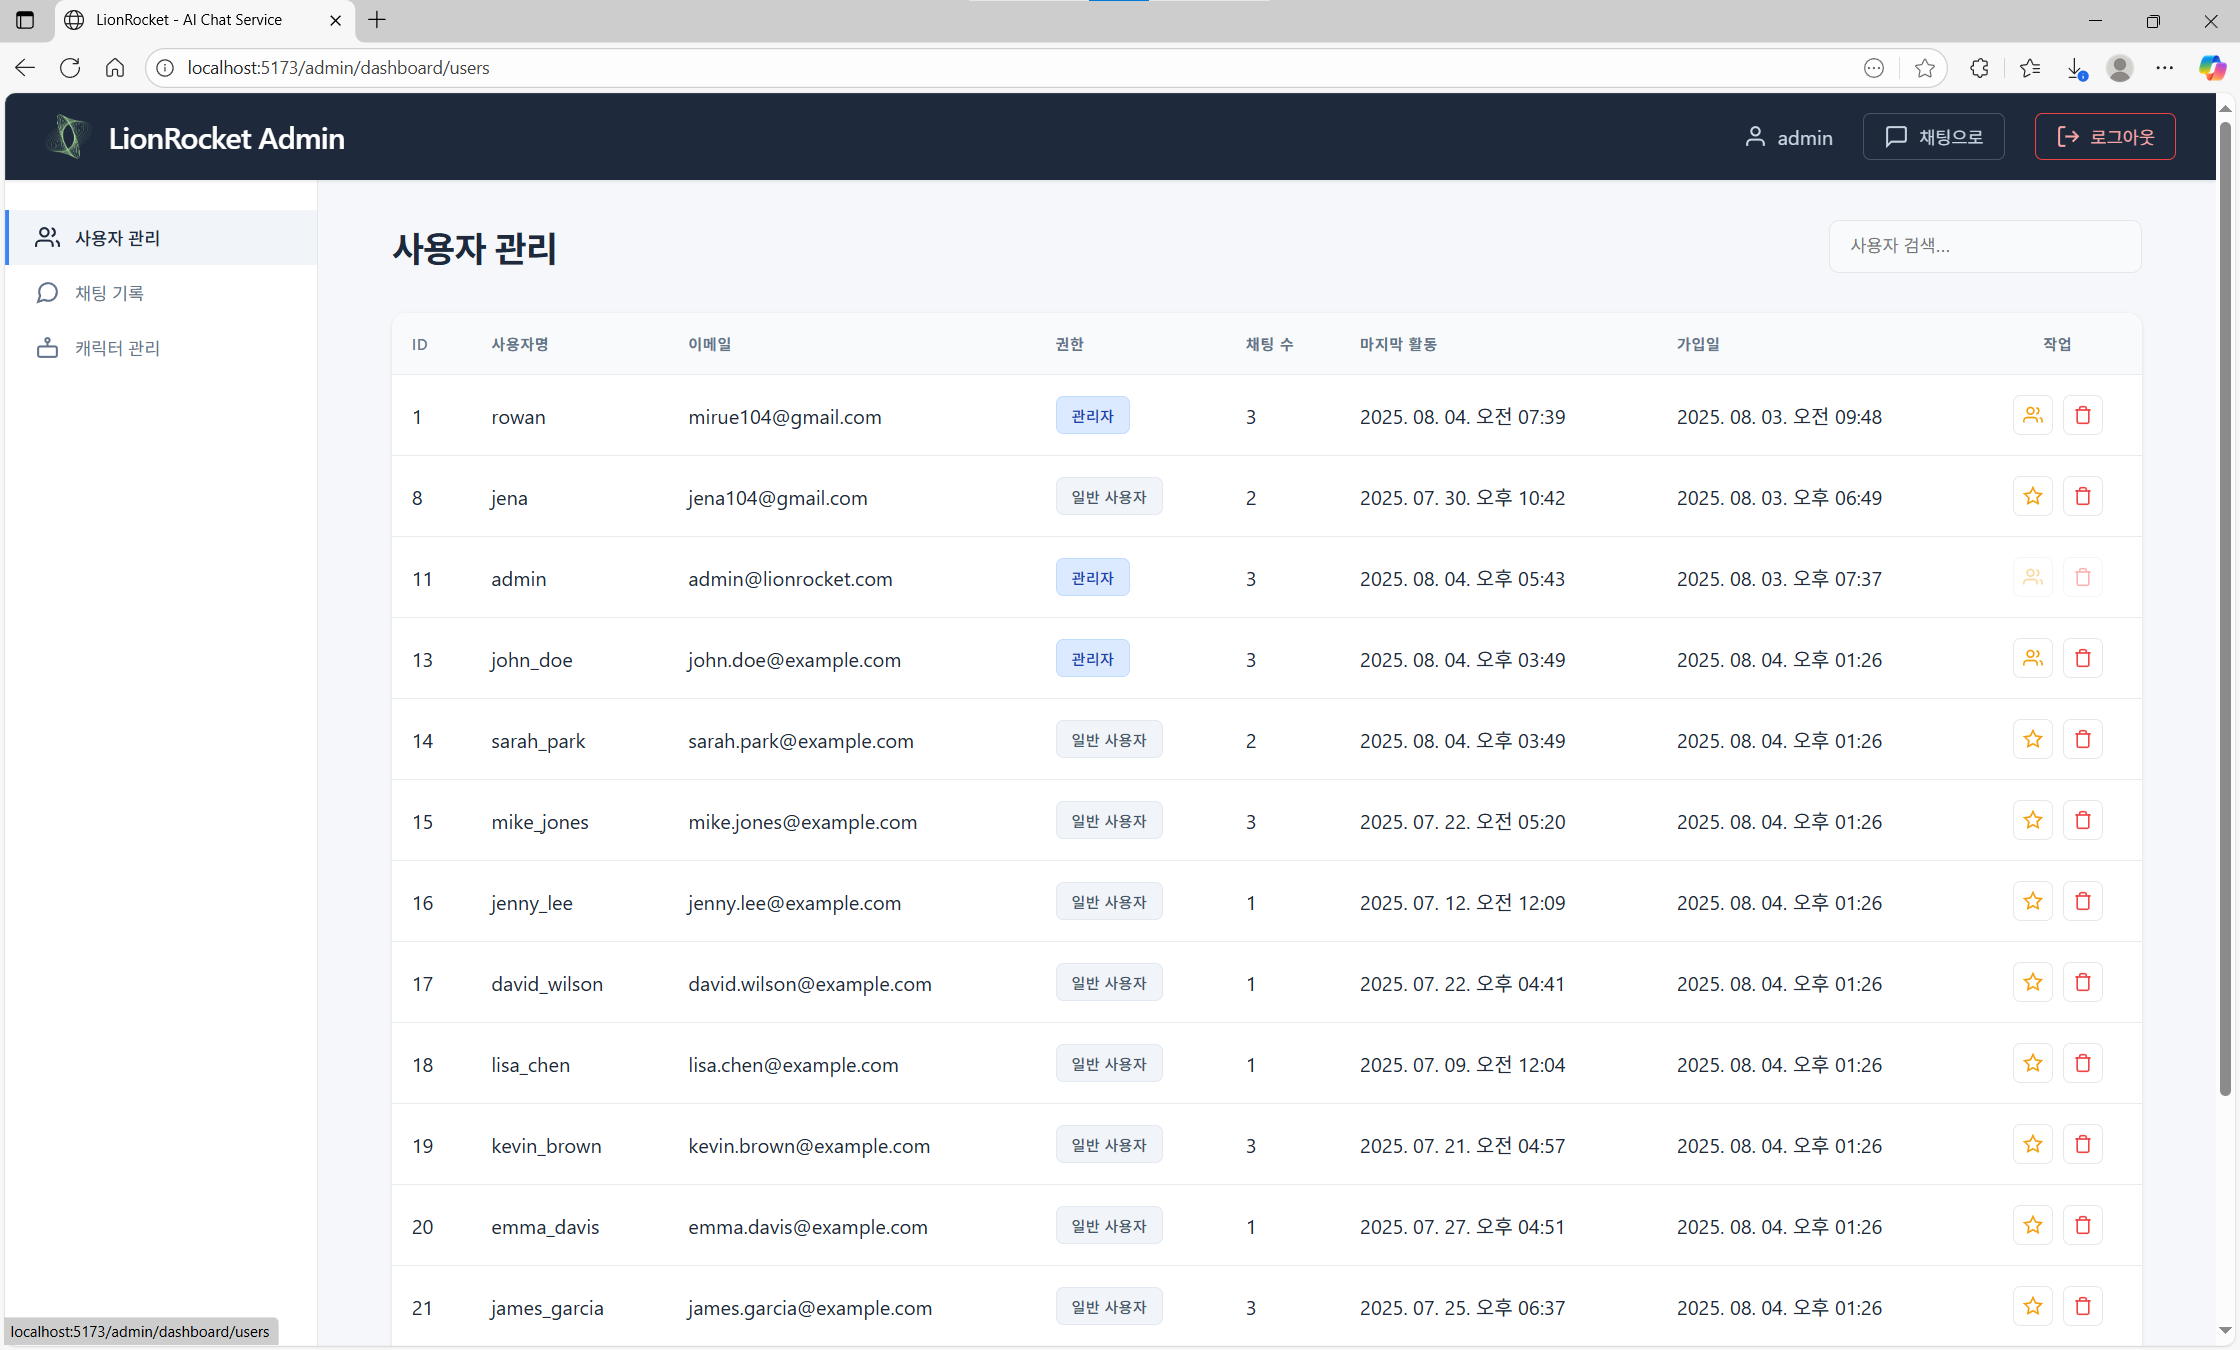 LionRocket - AI Chat Service
localhost:5173/admin/dashboard/users
LionRocket Admin
admin
채팅으로
로그아웃
사용자 관리
채팅 기록
캐릭터 관리
사용자 관리
사용자 검색...
ID 사용자명 이메일 권한 채팅 수 마지막 활동 가입일 작업
1 rowan mirue104@gmail.com 관리자 3 2025. 08. 04. 오전 07:39 2025. 08. 03. 오전 09:48
8 jena jena104@gmail.com 일반 사용자 2 2025. 07. 30. 오후 10:42 2025. 08. 03. 오후 06:49
11 admin admin@lionrocket.com 관리자 3 2025. 08. 04. 오후 05:43 2025. 08. 03. 오후 07:37
13 john_doe john.doe@example.com 관리자 3 2025. 08. 04. 오후 03:49 2025. 08. 04. 오후 01:26
14 sarah_park sarah.park@example.com 일반 사용자 2 2025. 08. 04. 오후 03:49 2025. 08. 04. 오후 01:26
15 mike_jones mike.jones@example.com 일반 사용자 3 2025. 07. 22. 오전 05:20 2025. 08. 04. 오후 01:26
16 jenny_lee jenny.lee@example.com 일반 사용자 1 2025. 07. 12. 오전 12:09 2025. 08. 04. 오후 01:26
17 david_wilson david.wilson@example.com 일반 사용자 1 2025. 07. 22. 오후 04:41 2025. 08. 04. 오후 01:26
18 lisa_chen lisa.chen@example.com 일반 사용자 1 2025. 07. 09. 오전 12:04 2025. 08. 04. 오후 01:26
19 kevin_brown kevin.brown@example.com 일반 사용자 3 2025. 07. 21. 오전 04:57 2025. 08. 04. 오후 01:26
20 emma_davis emma.davis@example.com 일반 사용자 1 2025. 07. 27. 오후 04:51 2025. 08. 04. 오후 01:26
21 james_garcia james.garcia@example.com 일반 사용자 3 2025. 07. 25. 오후 06:37 2025. 08. 04. 오후 01:26
localhost:5173/admin/dashboard/users